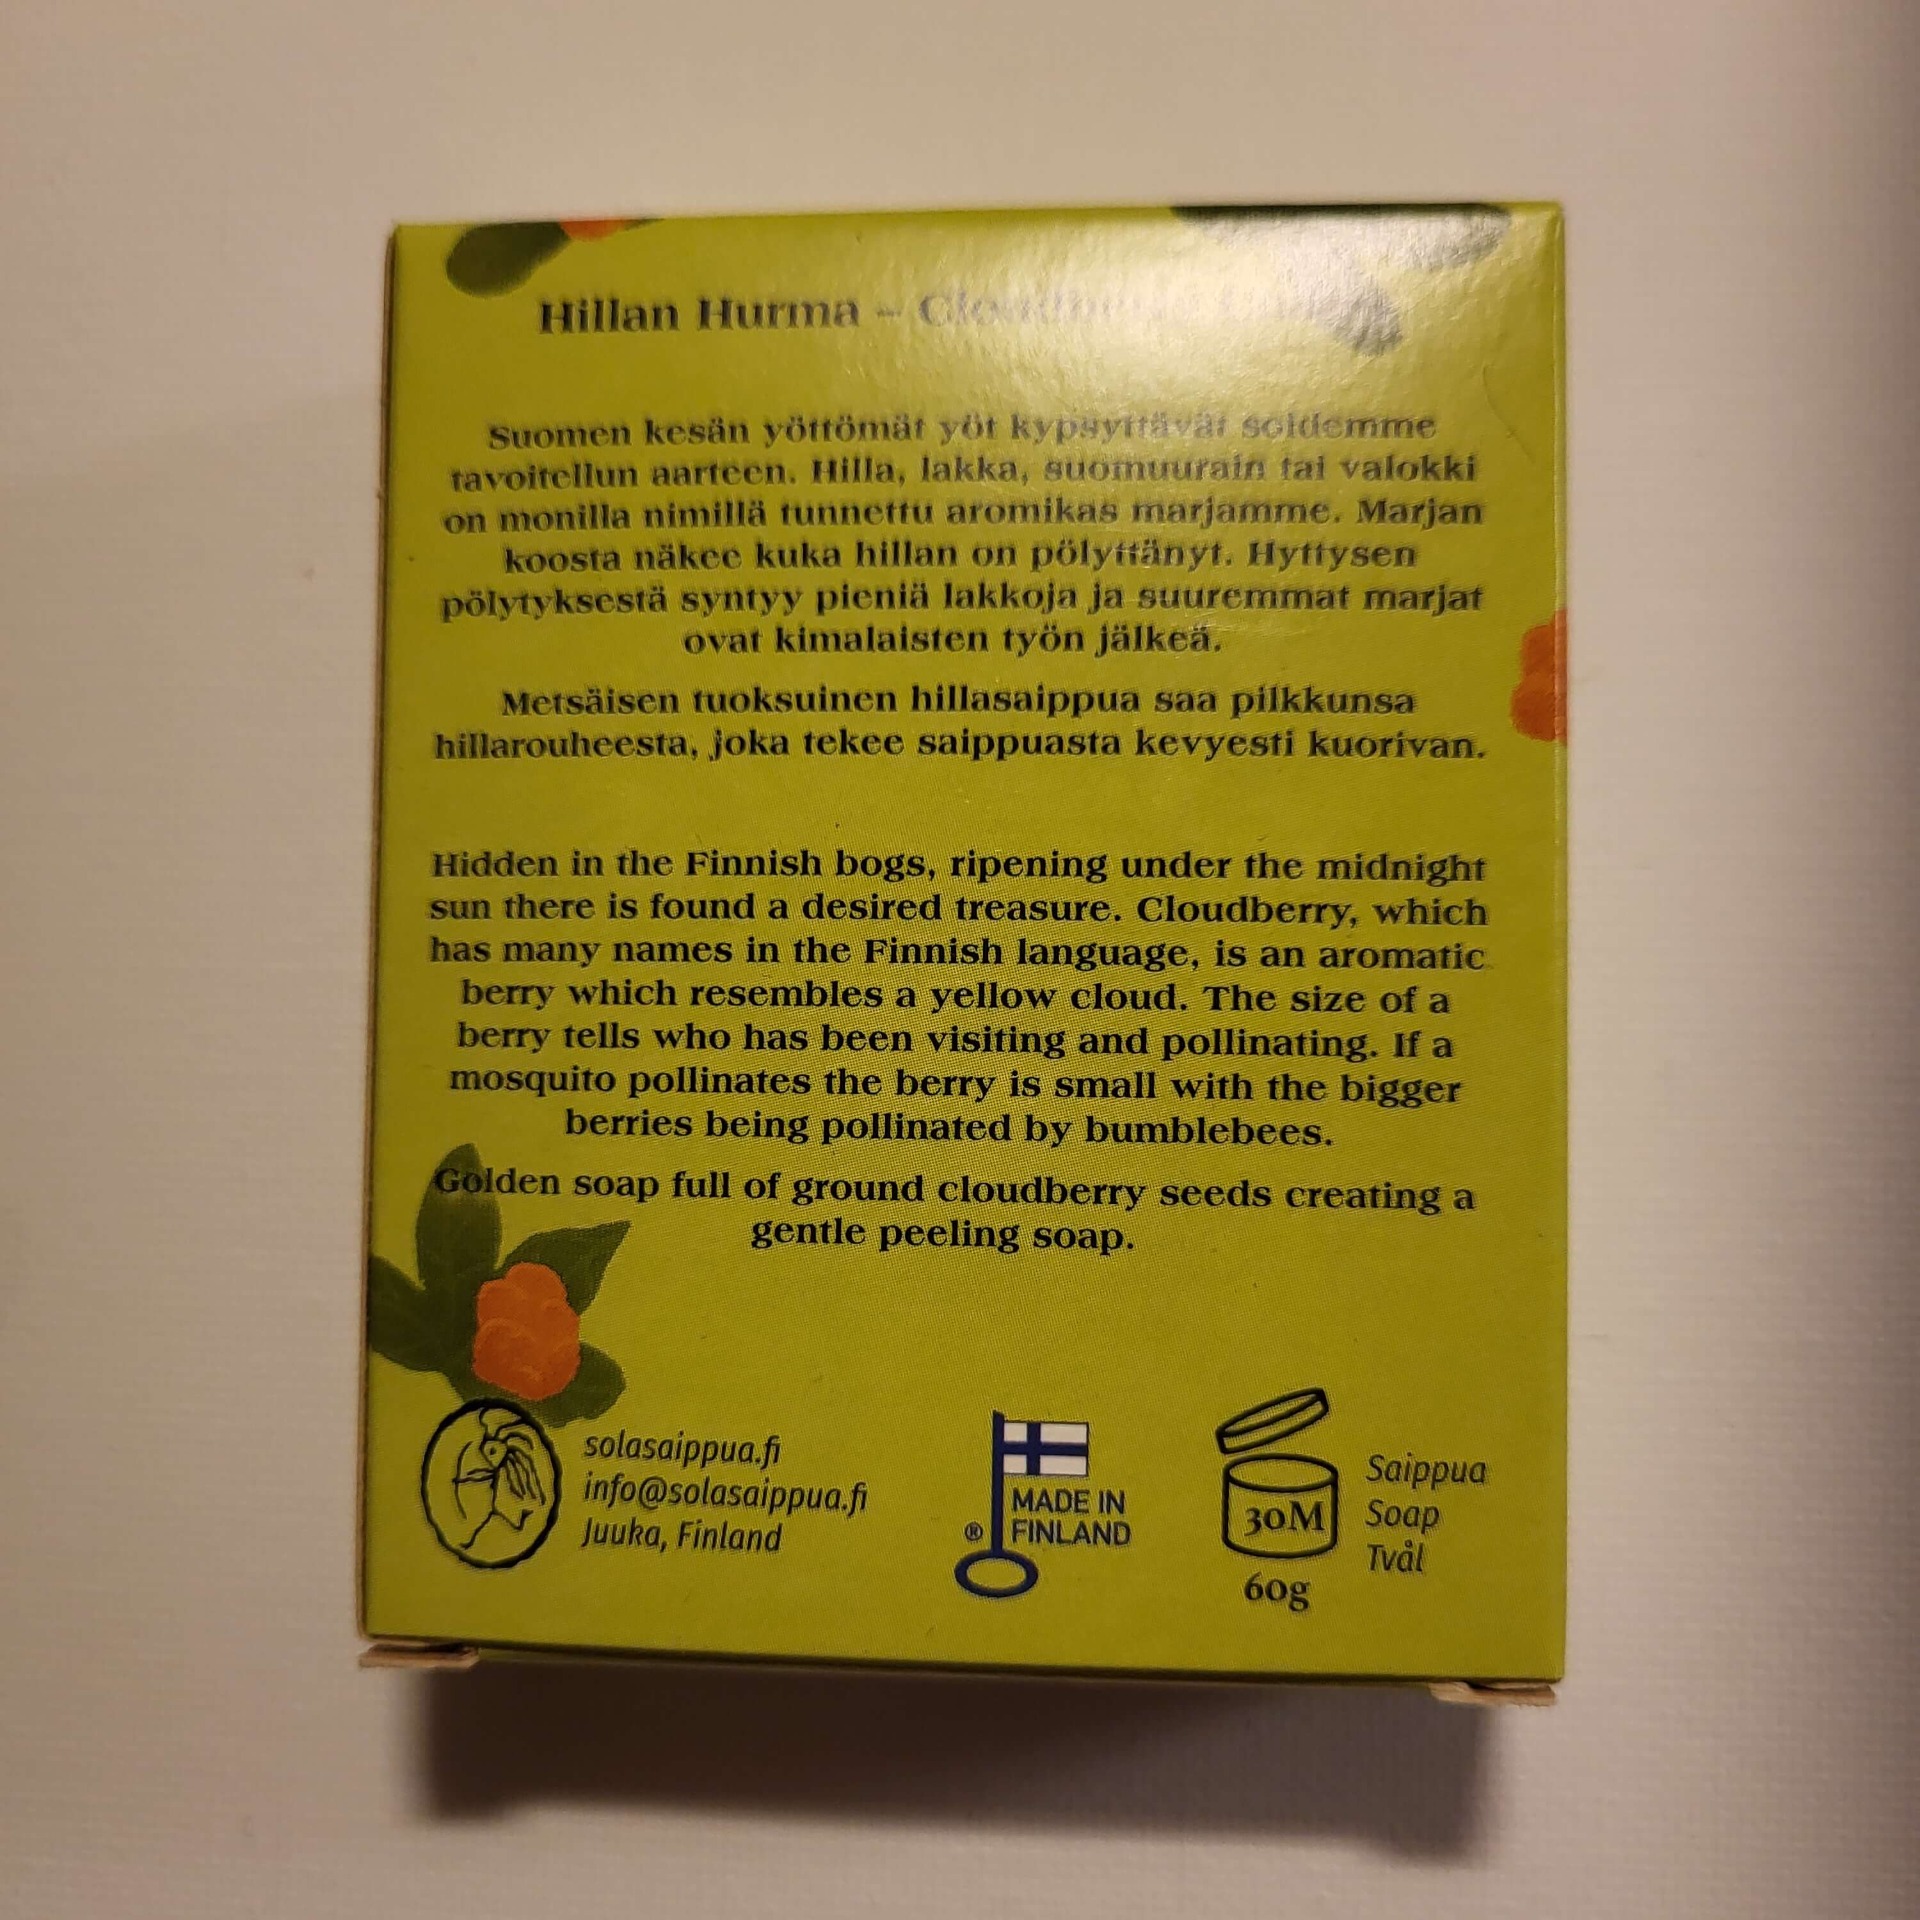 Hillan Hurma –
Suomen kesän yöttömät yöt kypsyttävät soidemme
tavoitellun aarteen. Hilla, lakka, suomuurain tai valokki
on monilla nimillä tunnettu aromikas marjamme. Marjan
koosta näkee kuka hillan on pölyttänyt. Hyttysen
pölytyksestä syntyy pieniä lakkoja ja suuremmat marjat
ovat kimalaisten työn jälkeä.
Metsäisen tuoksuinen hillasaippua saa pilkkunsa
hillarouheesta, joka tekee saippuasta kevyesti kuorivan.
Hidden in the Finnish bogs, ripening under the midnight
sun there is found a desired treasure. Cloudberry, which
has many names in the Finnish language, is an aromatic
berry which resembles a yellow cloud. The size of a
berry tells who has been visiting and pollinating. If a
mosquito pollinates the berry is small with the bigger
berries being pollinated by bumblebees.
Golden soap full of ground cloudberry seeds creating a
gentle peeling soap.
solasaippua.fi
info@solasaippua.fi
Juuka, Finland
MADE IN
® FINLAND
30M
60g
Saippua
Soap
Tvål